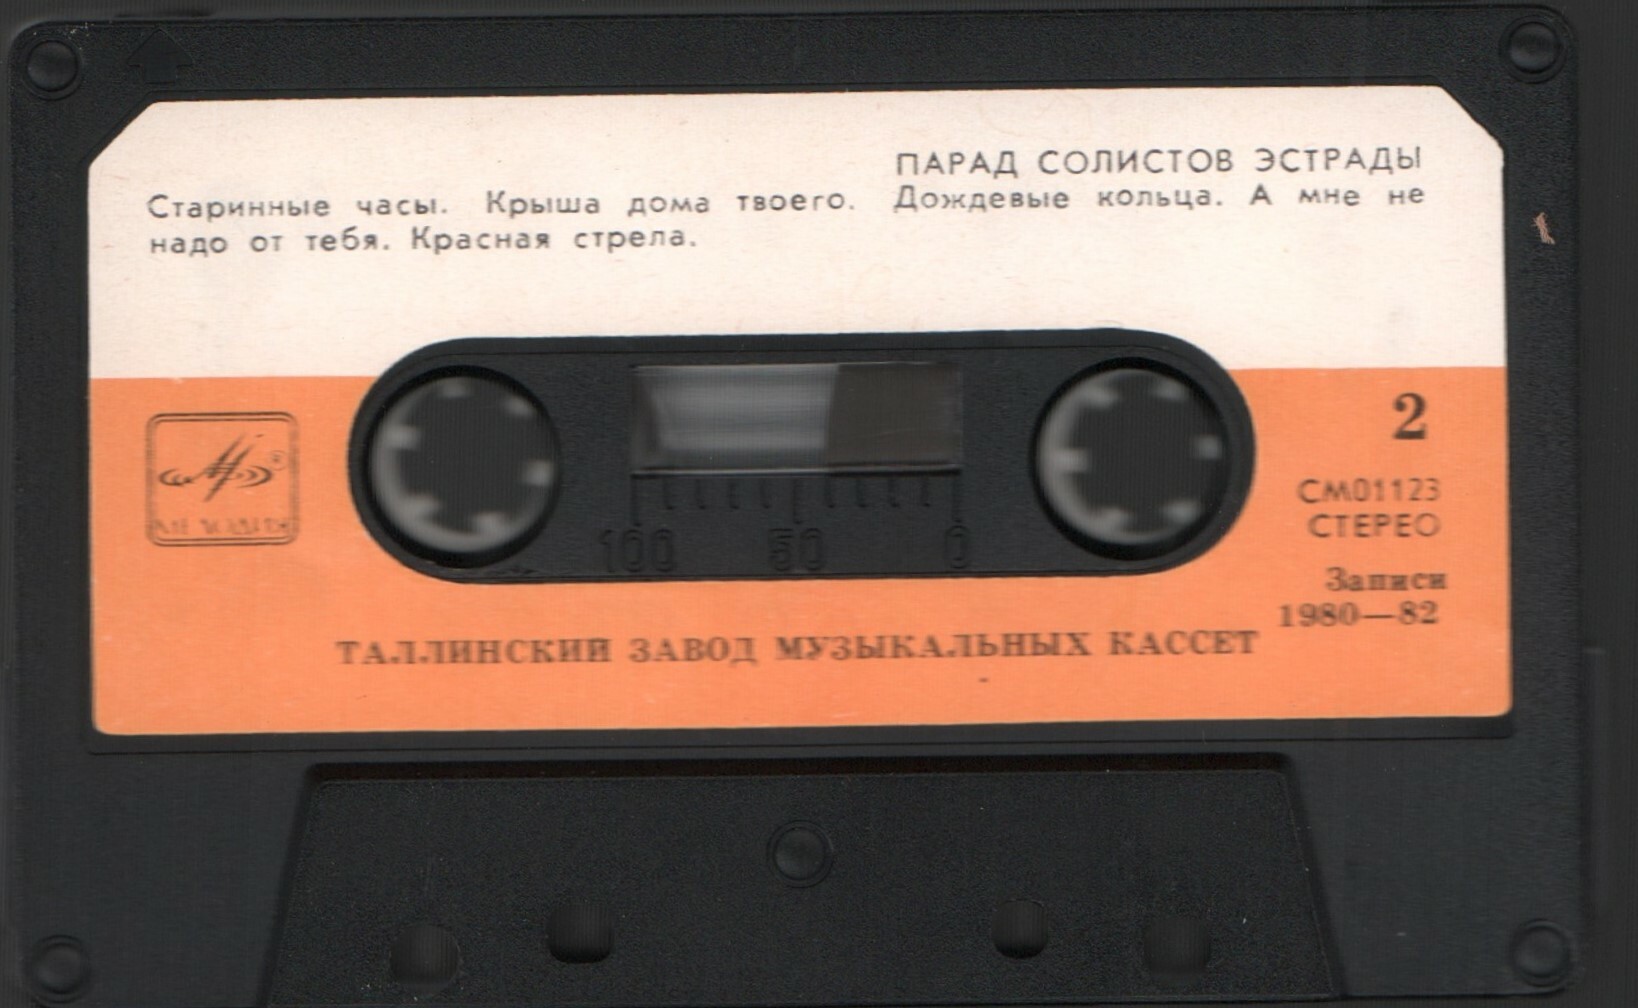 ПАРАД СОЛИСТОВ ЭСТРАДЫ
Старинные часы. Крыша дома твоего. Дождевые кольца. А мне не
надо от тебя. Красная стрела.
2
СМ01123
СТЕРЕО
Записи
1980—82
100 50 0
ТАЛЛИНСКИЙ ЗАВОД МУЗЫКАЛЬНЫХ КАССЕТ